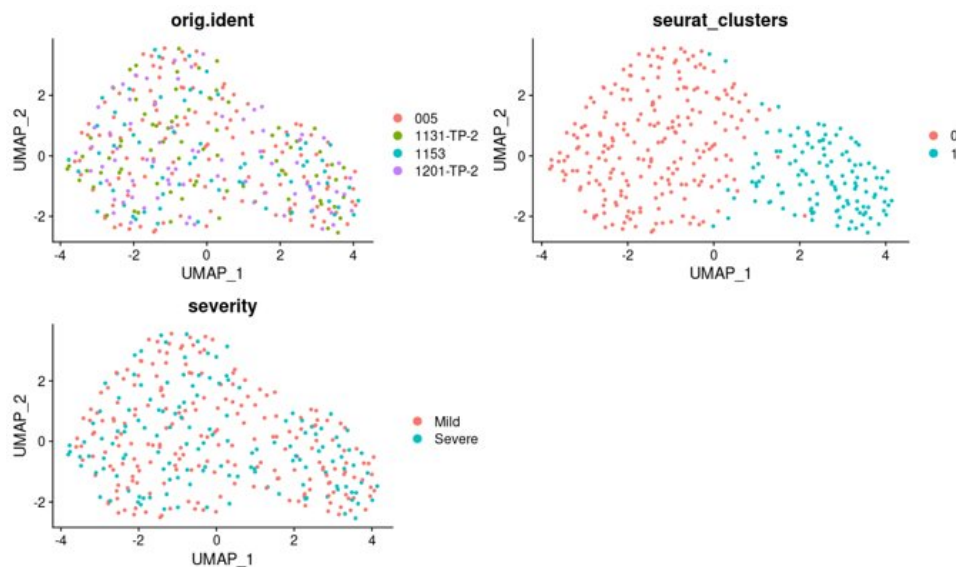 orig.ident
UMAP_2
2
0
-2
-4
-2
0
2
4
UMAP_1
005
1131-TP-2
1153
1201-TP-2
seurat_clusters
UMAP_2
2
0
-2
-4
-2
0
2
4
UMAP_1
0
1
severity
UMAP_2
2
0
-2
-4
-2
0
2
4
UMAP_1
Mild
Severe